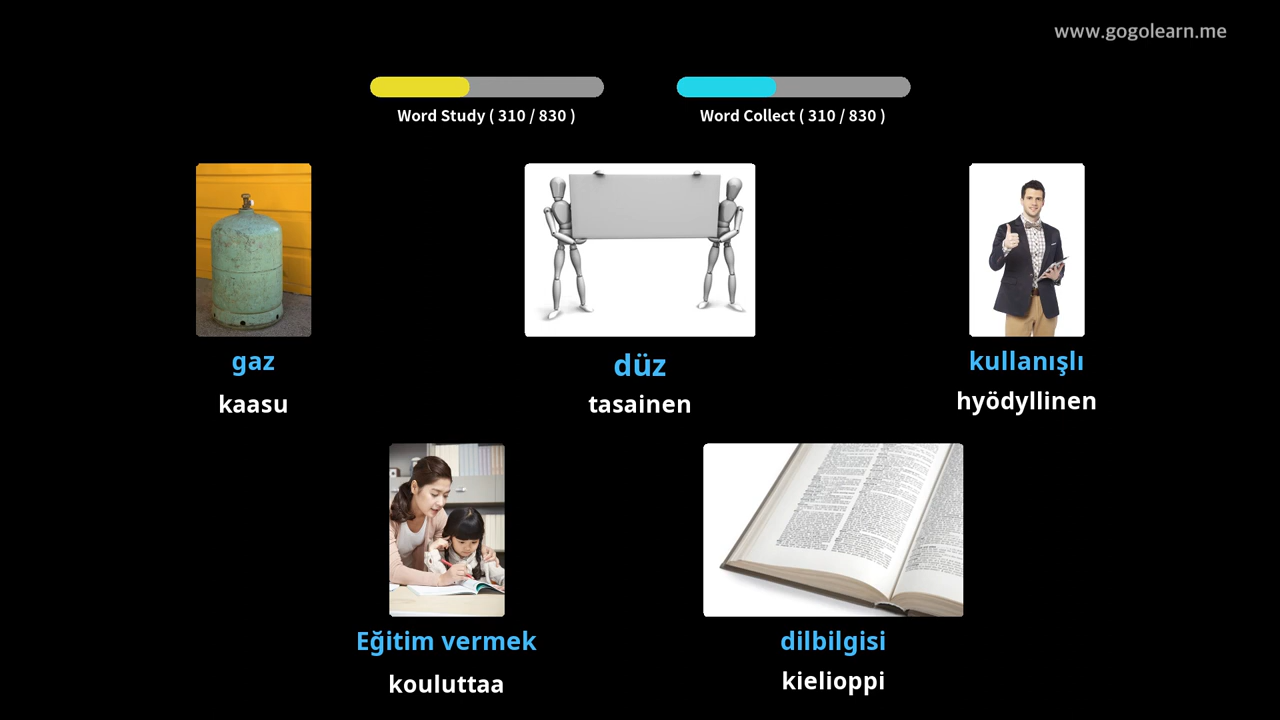 www.gogolearn.me
Word Study ( 310 / 830 )
Word Collect ( 310 / 830 )
gaz
kaasu
düz
tasainen
kullanışlı
hyödyllinen
Eğitim vermek
kouluttaa
dilbilgisi
kielioppi